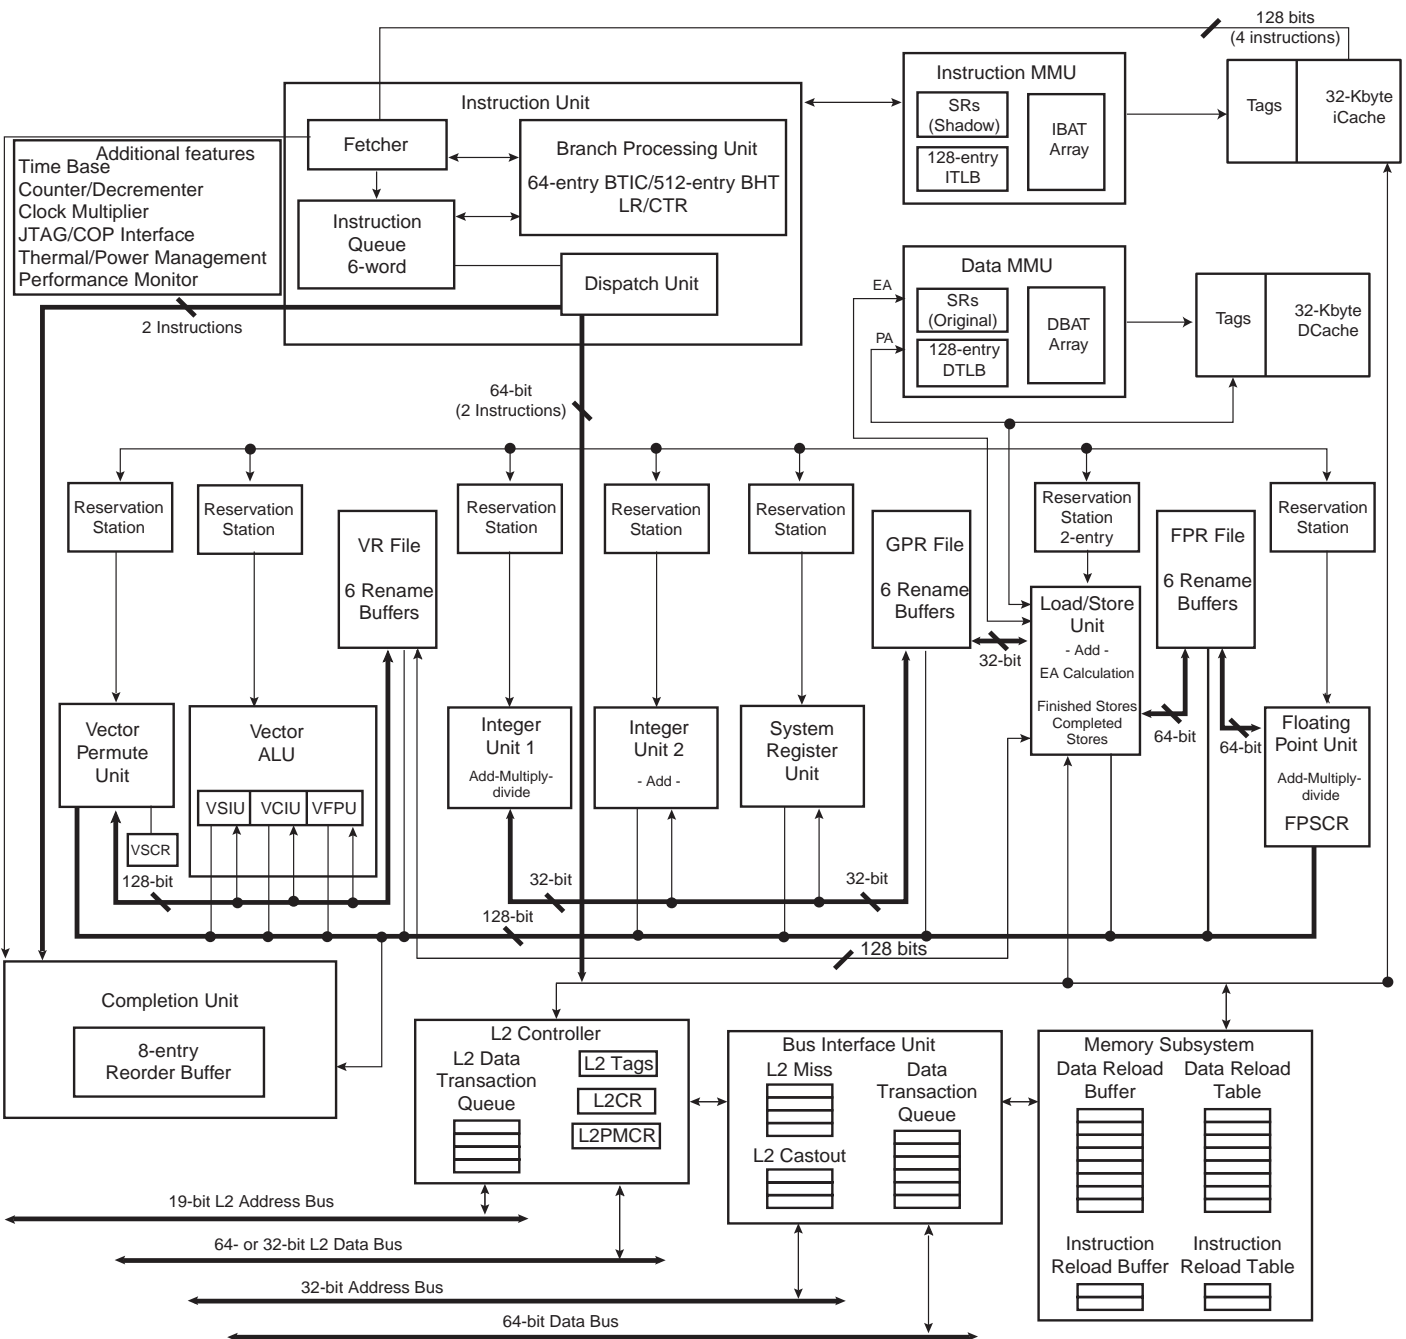 128 bits
(4 instructions)
Instruction Unit
Fetcher
Branch Processing Unit
64-entry BTIC/512-entry BHT
LR/CTR
Instruction
Queue
6-word
Dispatch Unit
Additional features
Time Base
Counter/Decrementer
Clock Multiplier
JTAG/COP Interface
Thermal/Power Management
Performance Monitor
2 Instructions
64-bit
(2 Instructions)
Instruction MMU
SRs
(Shadow)
128-entry
ITLB
IBAT
Array
Tags
32-Kbyte
iCache
Data MMU
EA
PA
SRs
(Original)
128-entry
DTLB
DBAT
Array
Tags
32-Kbyte
DCache
Reservation
Station
Reservation
Station
VR File
6 Rename
Buffers
Reservation
Station
Reservation
Station
Reservation
Station
GPR File
6 Rename
Buffers
Reservation
Station
2-entry
FPR File
6 Rename
Buffers
Reservation
Station
Vector
Permute
Unit
VSCR
Vector
ALU
VSIU
VCIU
VFPU
Integer
Unit 1
Add-Multiply-
divide
Integer
Unit 2
- Add -
System
Register
Unit
32-bit
Load/Store
Unit
- Add -
EA Calculation
Finished Stores
Completed
Stores
64-bit
64-bit
Floating
Point Unit
Add-Multiply-
divide
FPSCR
128-bit
32-bit
32-bit
128-bit
128 bits
Completion Unit
8-entry
Reorder Buffer
L2 Controller
L2 Data
Transaction
Queue
L2 Tags
L2CR
L2PMCR
Bus Interface Unit
L2 Miss
L2 Castout
Data
Transaction
Queue
Memory Subsystem
Data Reload
Buffer
Data Reload
Table
Instruction
Reload Buffer
Instruction
Reload Table
19-bit L2 Address Bus
64- or 32-bit L2 Data Bus
32-bit Address Bus
64-bit Data Bus